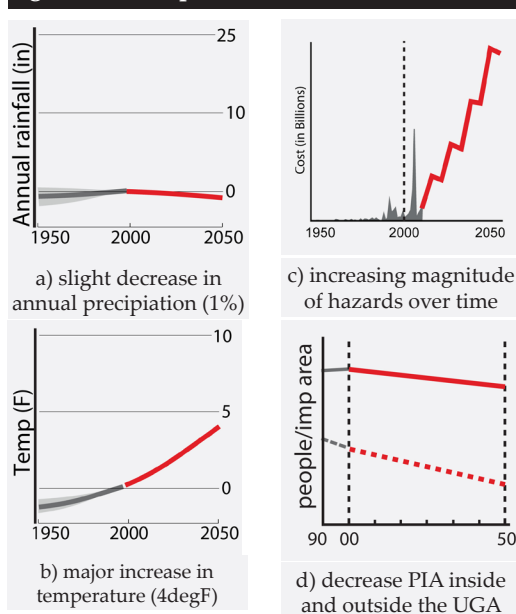 Annual rainfall (in)
25
10
0
1950 2000 2050
a) slight decrease in
annual precipiation (1%)
Cost (in Billions)
1950 2000 2050
c) increasing magnitude
of hazards over time
Temp (F)
10
5
0
1950 2000 2050
b) major increase in
temperature (4degF)
people/imp area
90 00 50
d) decrease PIA inside
and outside the UGA